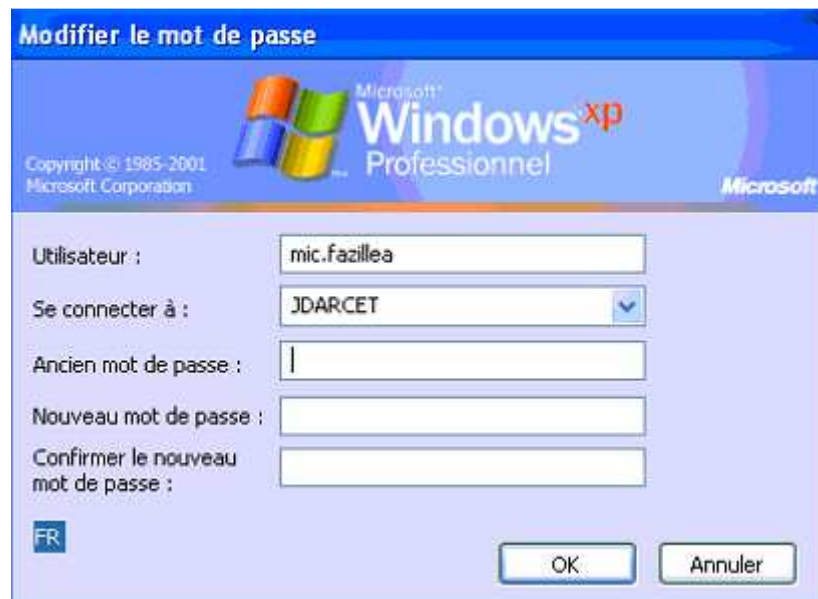 Modifier le mot de passe
Microsoft®
Windows xp
Professionnel
Copyright © 1985-2001
Microsoft Corporation
Microsoft
Utilisateur : mic.fazillea
Se connecter à : JDARCET
Ancien mot de passe :
Nouveau mot de passe :
Confirmer le nouveau
mot de passe :
FR
OK Annuler